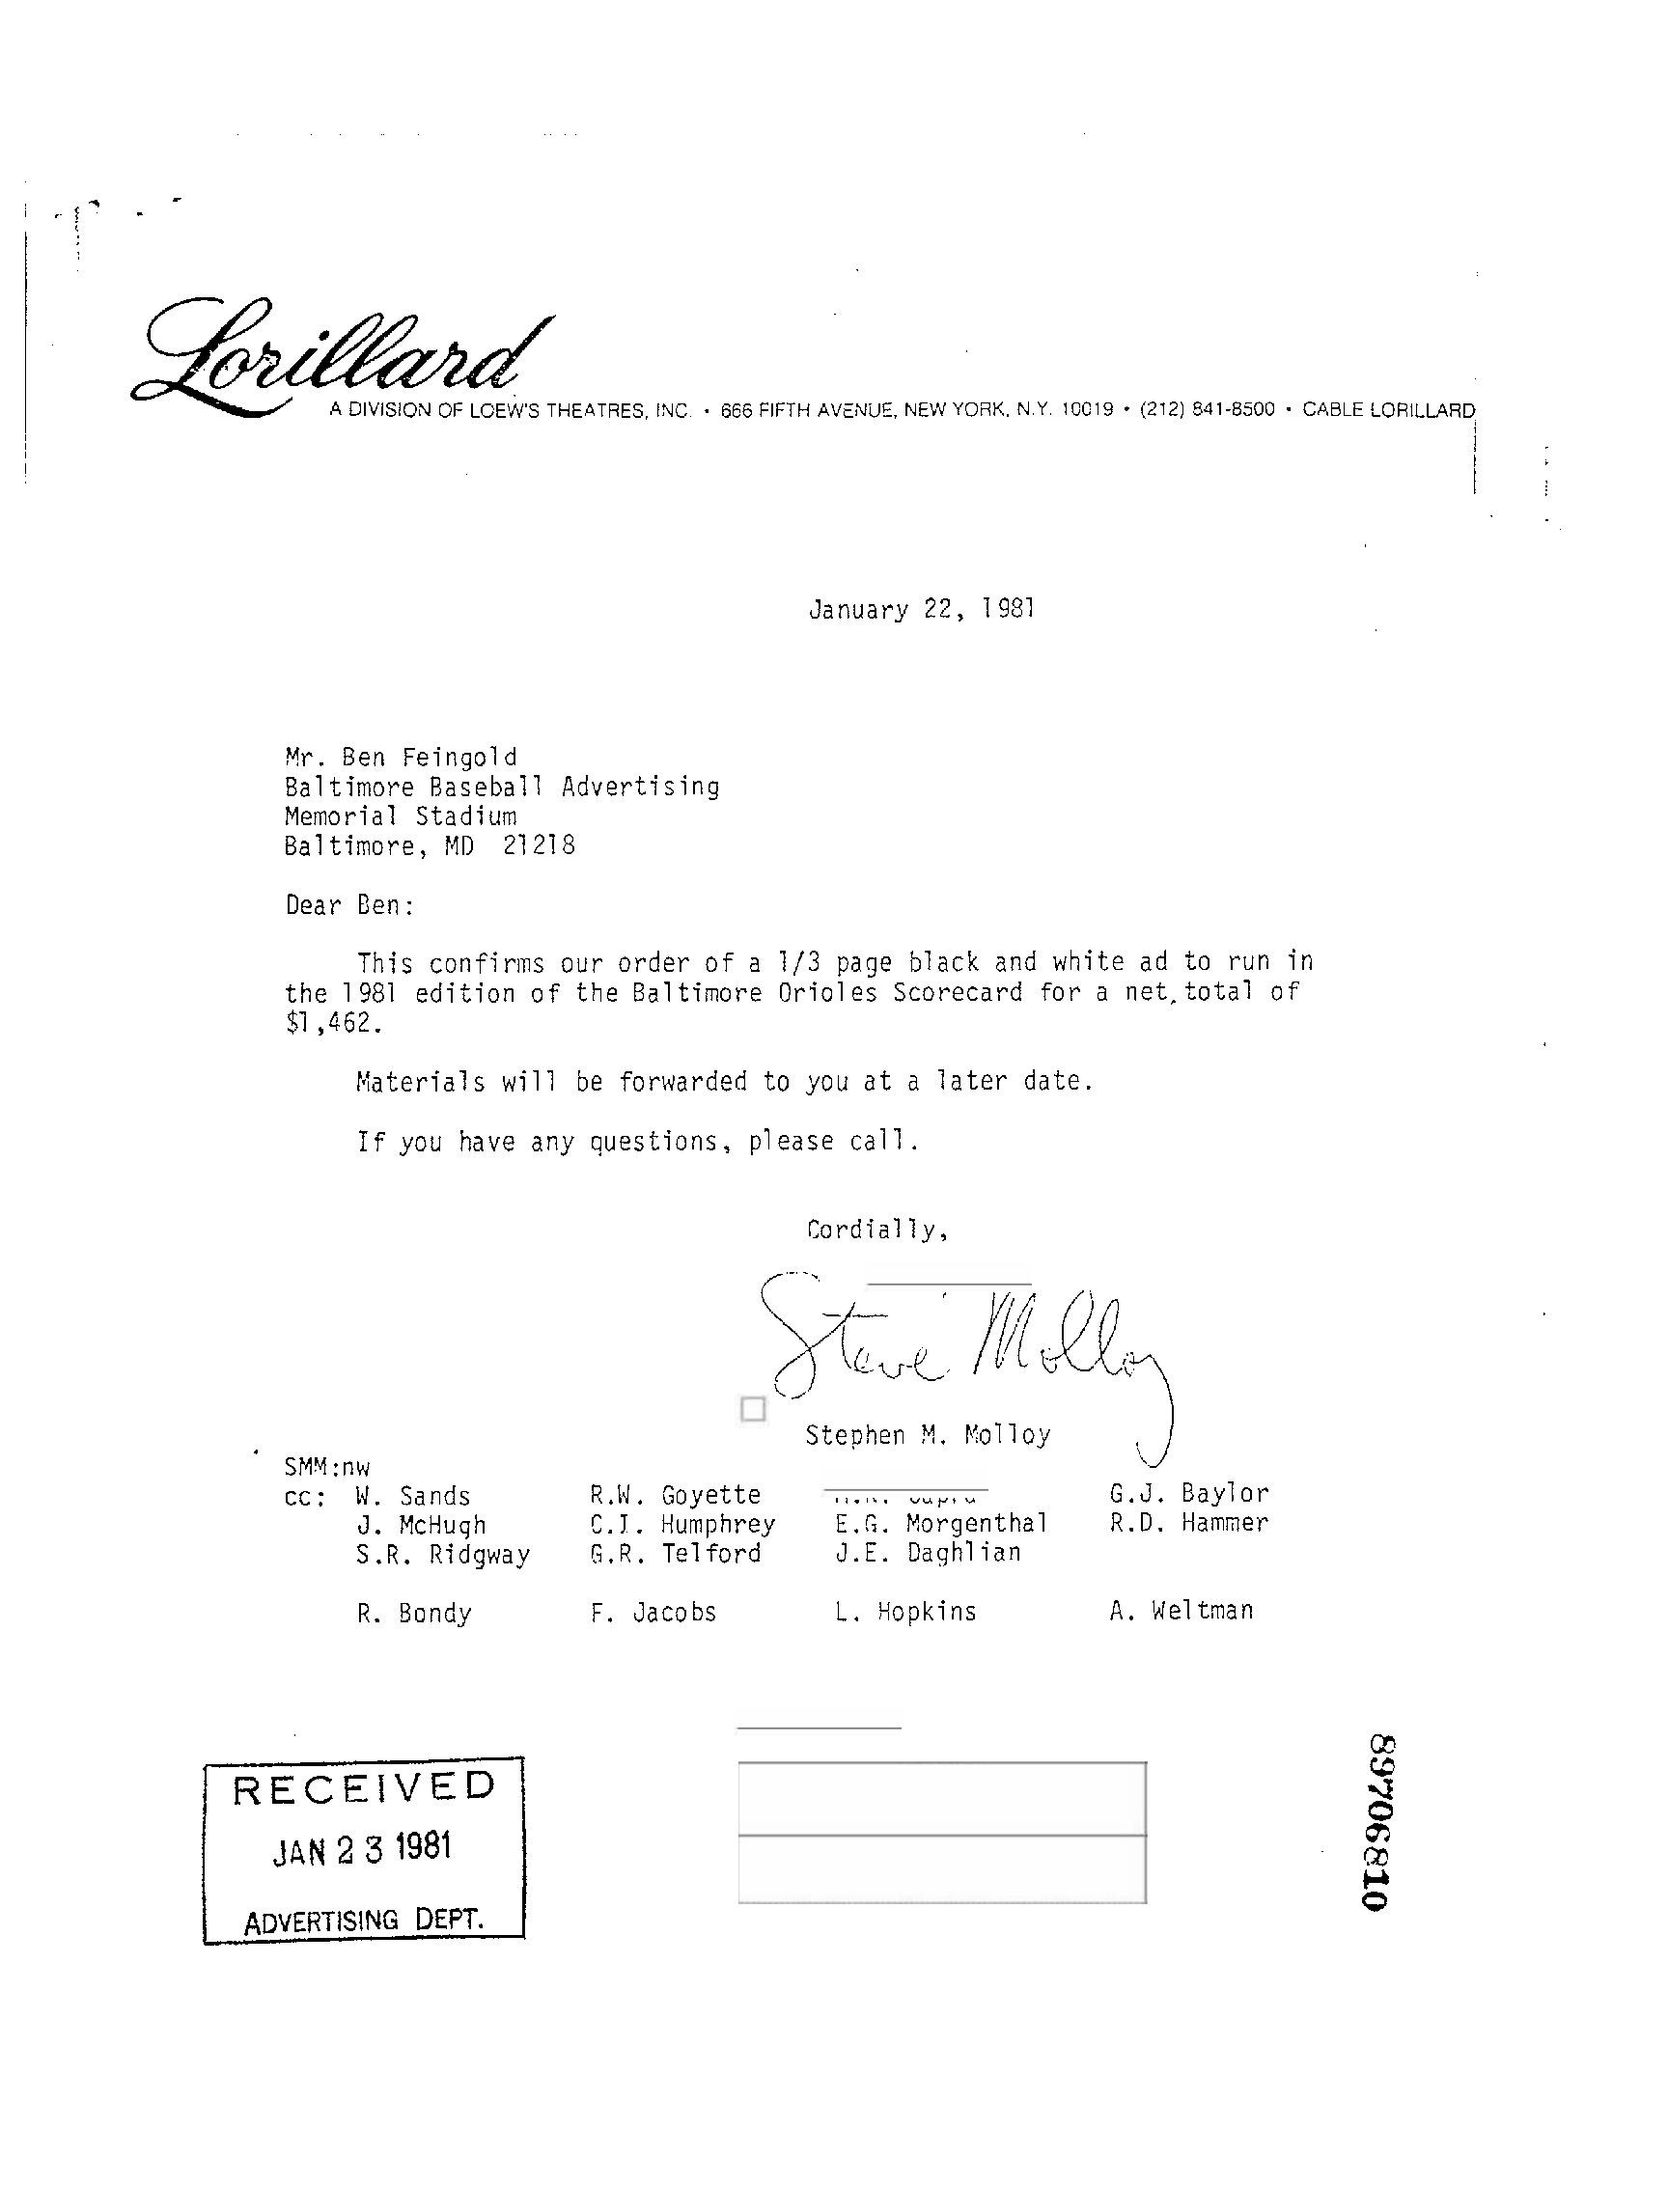 Lorillard
A DIVISION OF LOEW'S THEATRES, INC. • 666 FIFTH AVENUE, NEW YORK, N.Y. 10019 • (212) 841-8500 • CABLE LORILLARD
January 22, 1981
Mr. Ben Feingold
Baltimore Baseball Advertising
Memorial Stadium
Baltimore, MD 21218
Dear Ben:
This confirms our order of a 1/3 page black and white ad to run in
the 1981 edition of the Baltimore Orioles Scorecard for a net total of
$1,462.
Materials will be forwarded to you at a later date.
If you have any questions, please call.
Cordially,
Steve Molloy
Stephen M. Molloy
SMM:nw
cc: W. Sands R.W. Goyette G.J. Baylor
J. McHugh C.I. Humphrey E.G. Morgenthal R.D. Hammer
S.R. Ridgway G.R. Telford J.E. Daghlian
R. Bondy F. Jacobs L. Hopkins A. Weltman
RECEIVED
JAN 23 1981
ADVERTISING DEPT.
89706810